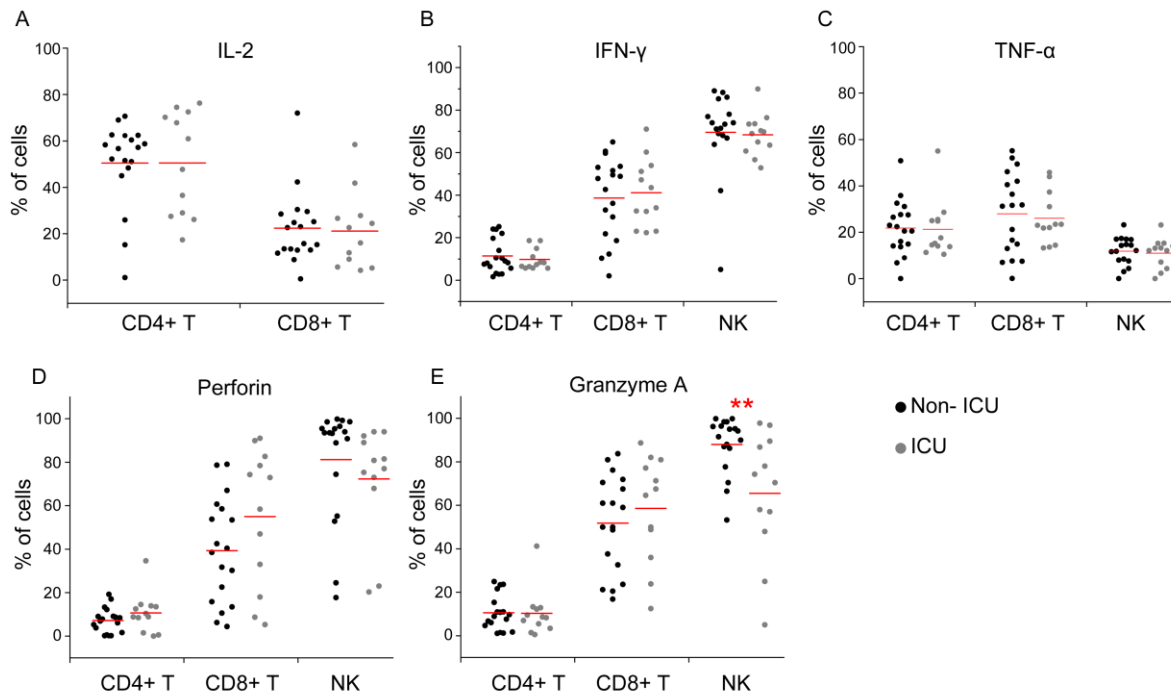 A
IL-2
% of cells
100
80
60
40
20
0
CD4+ T CD8+ T
B
IFN-γ
% of cells
100
80
60
40
20
0
CD4+ T CD8+ T NK
C
TNF-α
% of cells
100
80
60
40
20
0
CD4+ T CD8+ T NK
D
Perforin
% of cells
100
80
60
40
20
0
CD4+ T CD8+ T NK
E
Granzyme A
**
% of cells
100
80
60
40
20
0
CD4+ T CD8+ T NK
Non- ICU
ICU